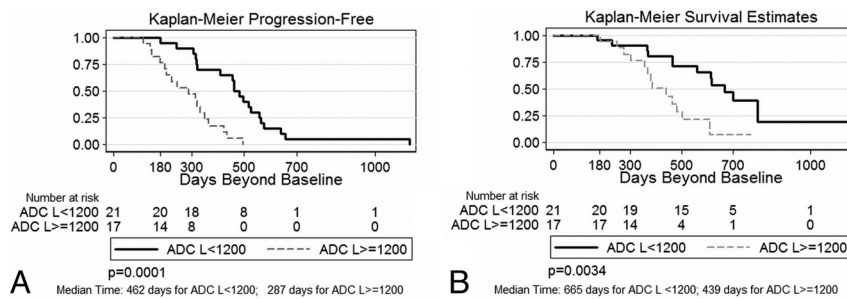 Kaplan-Meier Progression-Free
1.00
0.75
0.50
0.25
0.00
0 180 300 500 700 1000
Days Beyond Baseline
Number at risk
ADC L<1200 21 20 18 8 1 1
ADC L>=1200 17 14 8 0 0 0
ADC L<1200 ADC L>=1200
A
p=0.0001
Median Time: 462 days for ADC L<1200; 287 days for ADC L>=1200
Kaplan-Meier Survival Estimates
1.00
0.75
0.50
0.25
0.00
0 180 300 500 700 1000
Days Beyond Baseline
Number at risk
ADC L<1200 21 20 19 15 5 1
ADC L>=1200 17 17 14 4 1 0
ADC L<1200 ADC L>=1200
B
p=0.0034
Median Time: 665 days for ADC L <1200; 439 days for ADC L>=1200